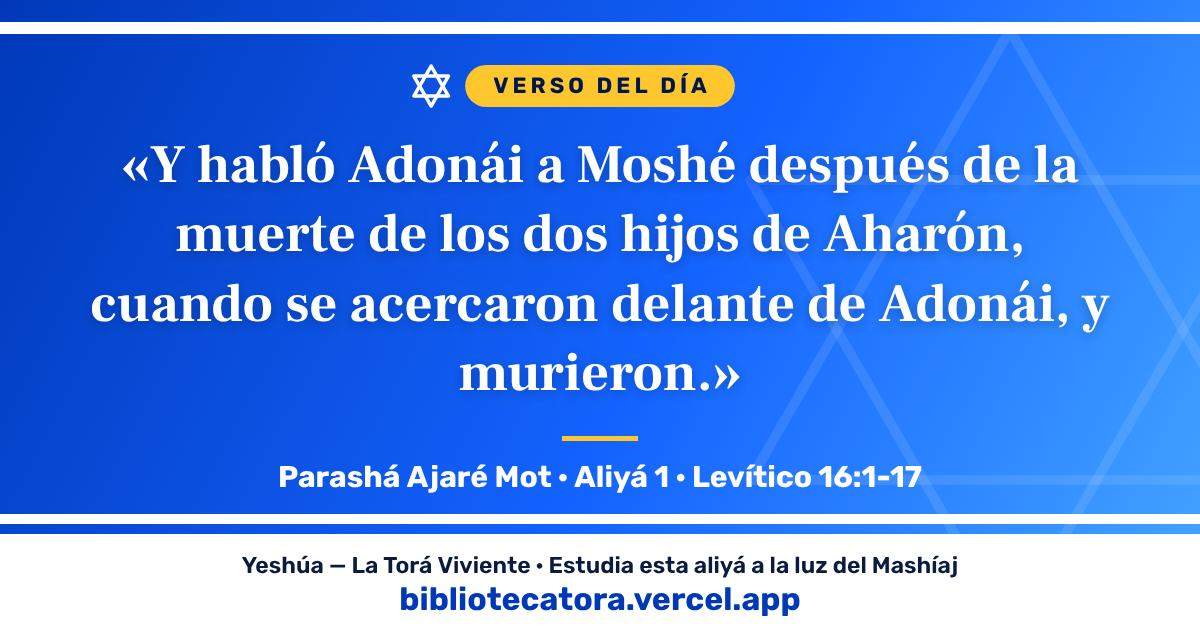 VERSO DEL DÍA
«Y habló Adonái a Moshé después de la
muerte de los dos hijos de Aharón,
cuando se acercaron delante de Adonái, y
murieron.»
Parashá Ajaré Mot • Aliyá 1 • Levítico 16:1-17
Yeshúa — La Torá Viviente • Estudia esta aliyá a la luz del Mashíaj
bibliotecatora.vercel.app